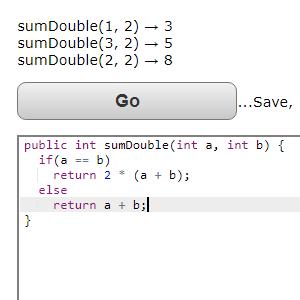 sumDouble(1, 2) → 3
sumDouble(3, 2) → 5
sumDouble(2, 2) → 8
Go
...Save,
public int sumDouble(int a, int b) {
  if(a == b)
    return 2 * (a + b);
  else
    return a + b;
}